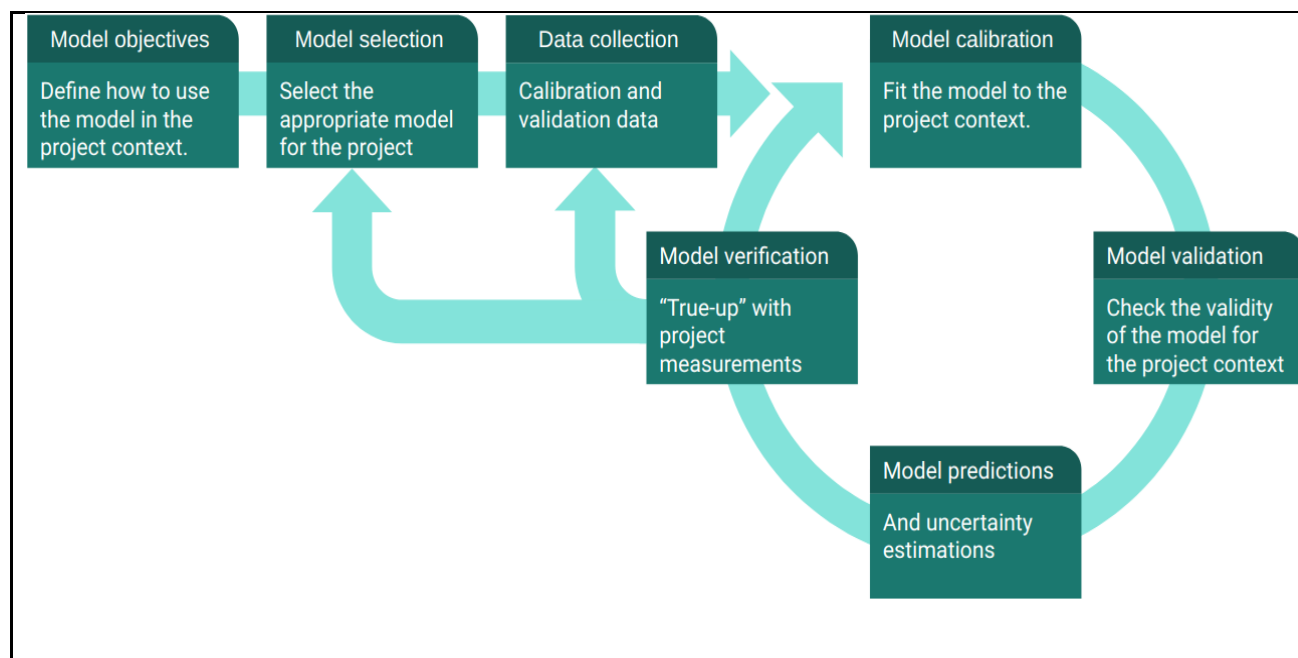 Model objectives
Define how to use
the model in the
project context.
Model selection
Select the
appropriate model
for the project
Data collection
Calibration and
validation data
Model calibration
Fit the model to the
project context.
Model verification
“True-up” with
project
measurements
Model validation
Check the validity
of the model for
the project context
Model predictions
And uncertainty
estimations